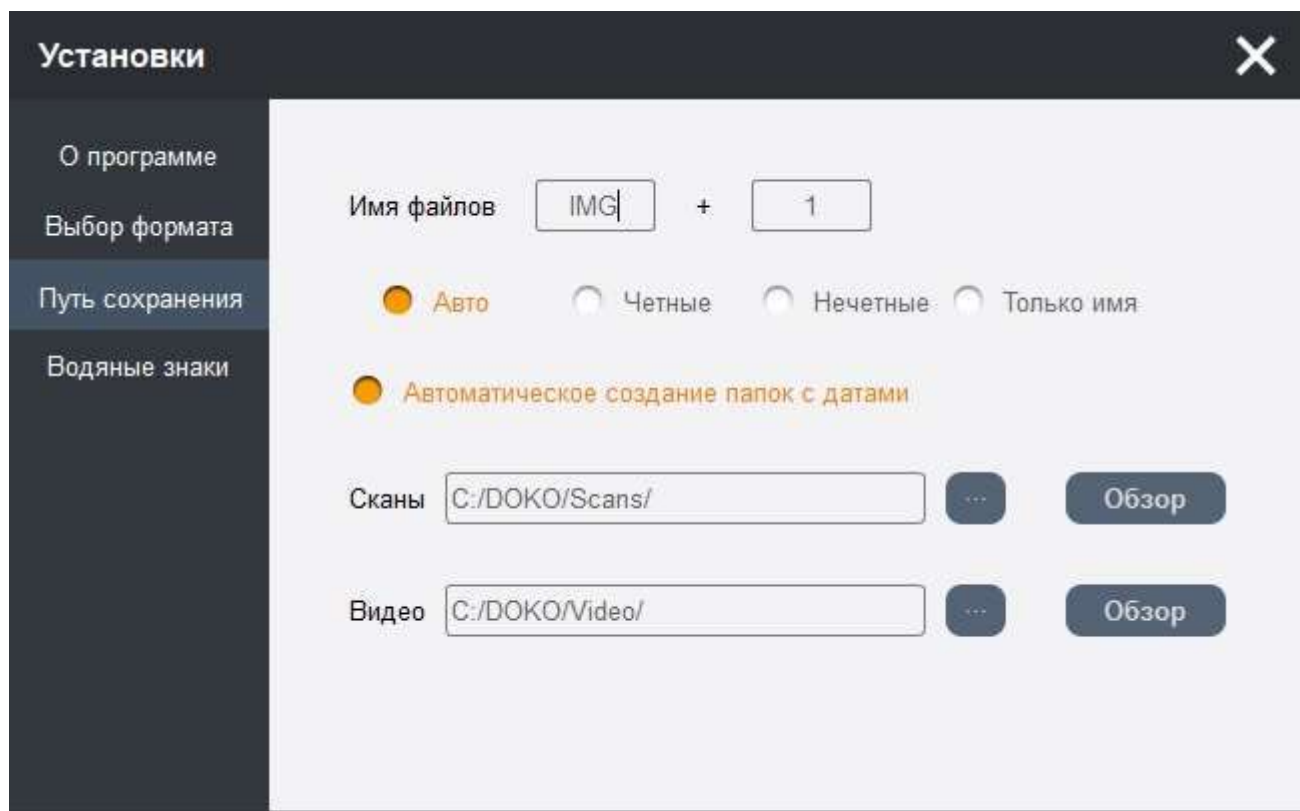 Установки
О программе
Выбор формата
Путь сохранения
Водяные знаки
Имя файлов IMG + 1
Авто Четные Нечетные Только имя
Автоматическое создание папок с датами
Сканы C:/DOKO/Scans/ ... Обзор
Видео C:/DOKO/Video/ ... Обзор